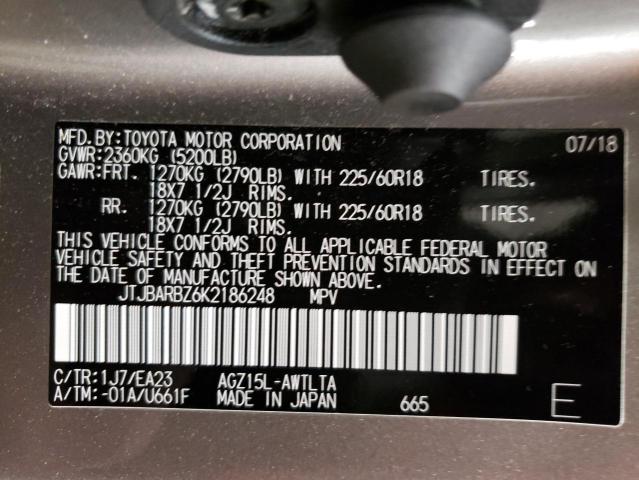 MFD.BY:TOYOTA MOTOR CORPORATION 07/18
GVWR:2360KG (5200LB)
GAWR:FRT. 1270KG (2790LB) WITH 225/60R18 TIRES.
18X7 1/2J RIMS.
RR. 1270KG (2790LB) WITH 225/60R18 TIRES.
18X7 1/2J RIMS.
THIS VEHICLE CONFORMS TO ALL APPLICABLE FEDERAL MOTOR
VEHICLE SAFETY AND THEFT PREVENTION STANDARDS IN EFFECT ON
THE DATE OF MANUFACTURE SHOWN ABOVE.
JTJBARBZ6K2186248 MPV
C/TR:1J7/EA23 AGZ15L-AWTLTA
A/TM:-01A/U661F MADE IN JAPAN 665 E